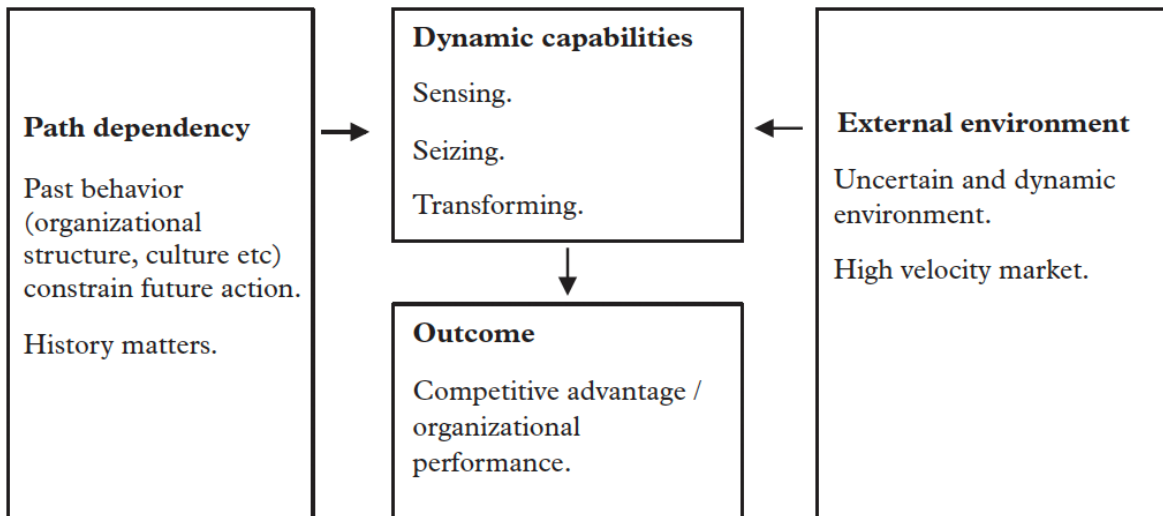 Path dependency
Past behavior
(organizational
structure, culture etc)
constrain future action.
History matters.
Dynamic capabilities
Sensing.
Seizing.
Transforming.
Outcome
Competitive advantage /
organizational
performance.
External environment
Uncertain and dynamic
environment.
High velocity market.